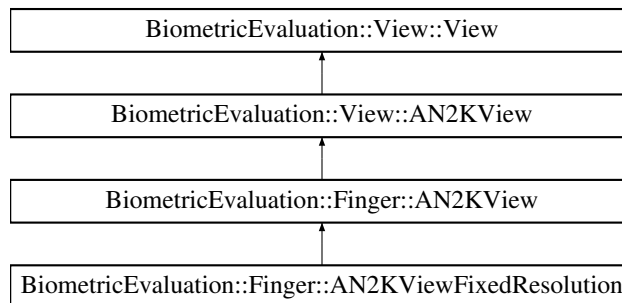 BiometricEvaluation::View::View
BiometricEvaluation::View::AN2KView
BiometricEvaluation::Finger::AN2KView
BiometricEvaluation::Finger::AN2KViewFixedResolution